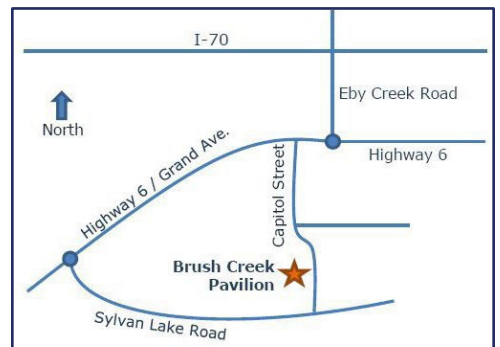 I-70
Eby Creek Road
North
Highway 6 / Grand Ave.
Highway 6
Capitol Street
Brush Creek
Pavilion
Sylvan Lake Road